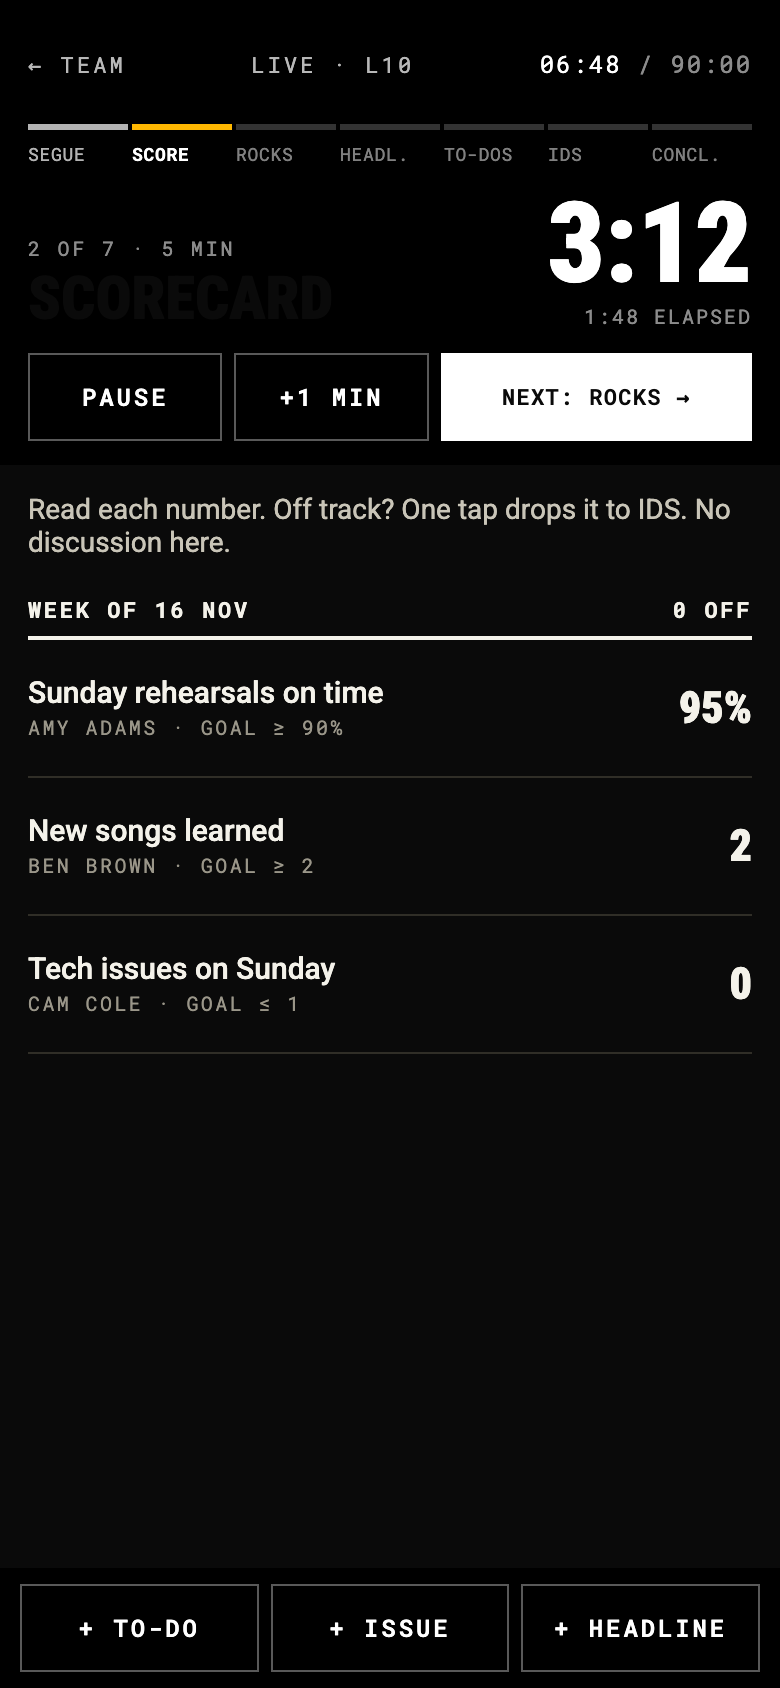 ← TEAM LIVE · L10 06:48 / 90:00
SEGUE SCORE ROCKS HEADL. TO-DOS IDS CONCL.
2 OF 7 · 5 MIN
SCORECARD
3:12
1:48 ELAPSED
PAUSE +1 MIN NEXT: ROCKS →
Read each number. Off track? One tap drops it to IDS. No
discussion here.
WEEK OF 16 NOV 0 OFF
Sunday rehearsals on time
AMY ADAMS · GOAL ≥ 90%
95%
New songs learned
BEN BROWN · GOAL ≥ 2
2
Tech issues on Sunday
CAM COLE · GOAL ≤ 1
0
+ TO-DO + ISSUE + HEADLINE